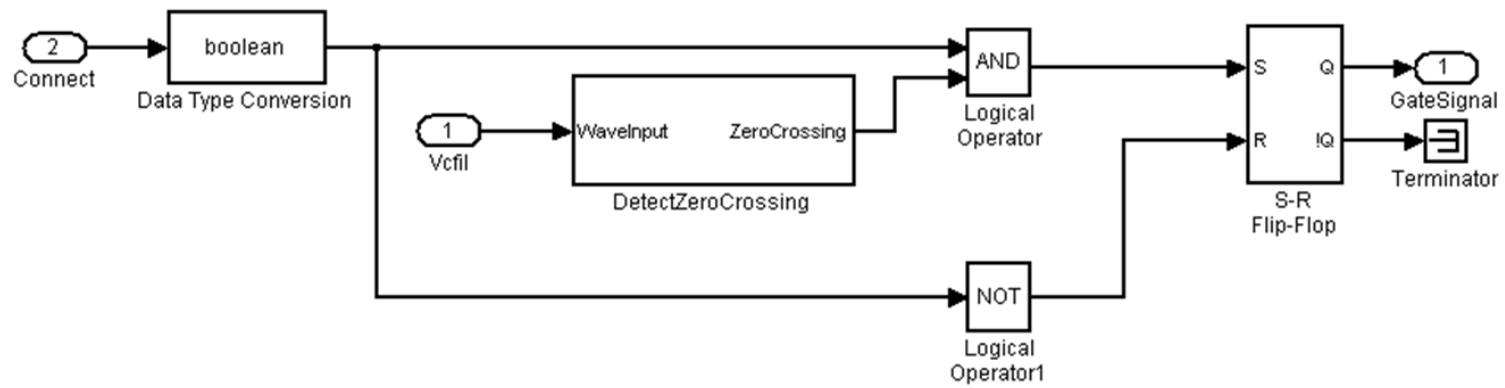 2
Connect
boolean
Data Type Conversion
1
Vcfil
WaveInput
ZeroCrossing
DetectZeroCrossing
AND
Logical
Operator
NOT
Logical
Operator1
S
Q
R
!Q
S-R
Flip-Flop
1
GateSignal
Terminator